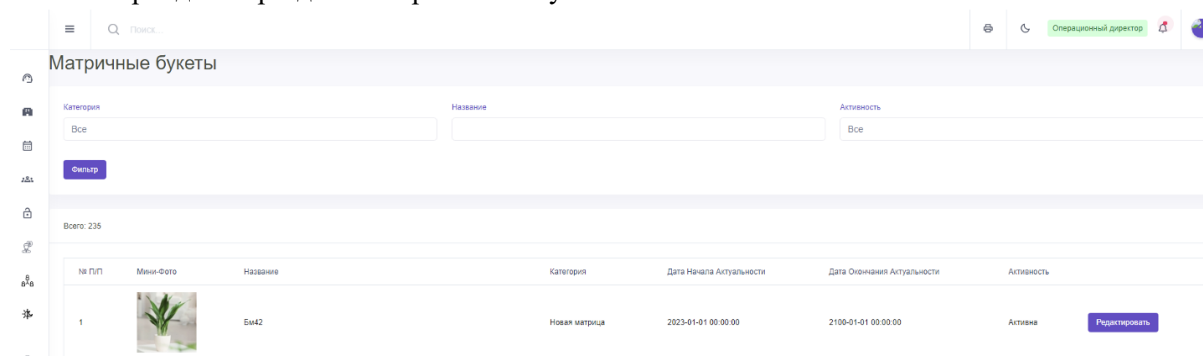 Поиск...
Операционный директор
Матричные букеты
Категория Название Активность
Все Все
Фильтр
Всего: 235
№ П/П Мини-Фото Название Категория Дата Начала Актуальности Дата Окончания Актуальности Активность
1 Бм42 Новая матрица 2023-01-01 00:00:00 2100-01-01 00:00:00 Активна Редактировать